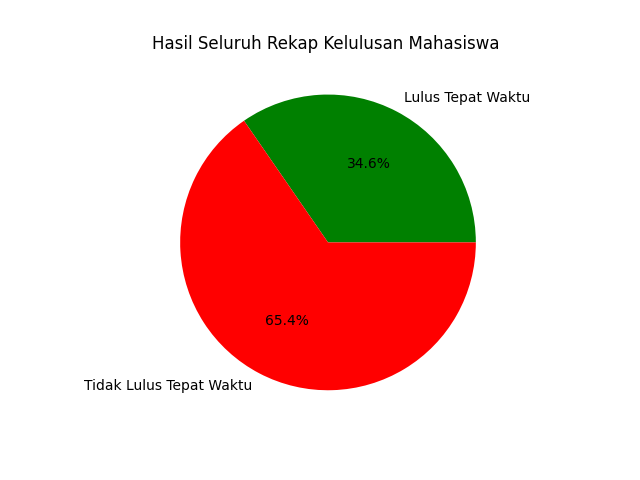 Hasil Seluruh Rekap Kelulusan Mahasiswa
Lulus Tepat Waktu
34.6%
65.4%
Tidak Lulus Tepat Waktu